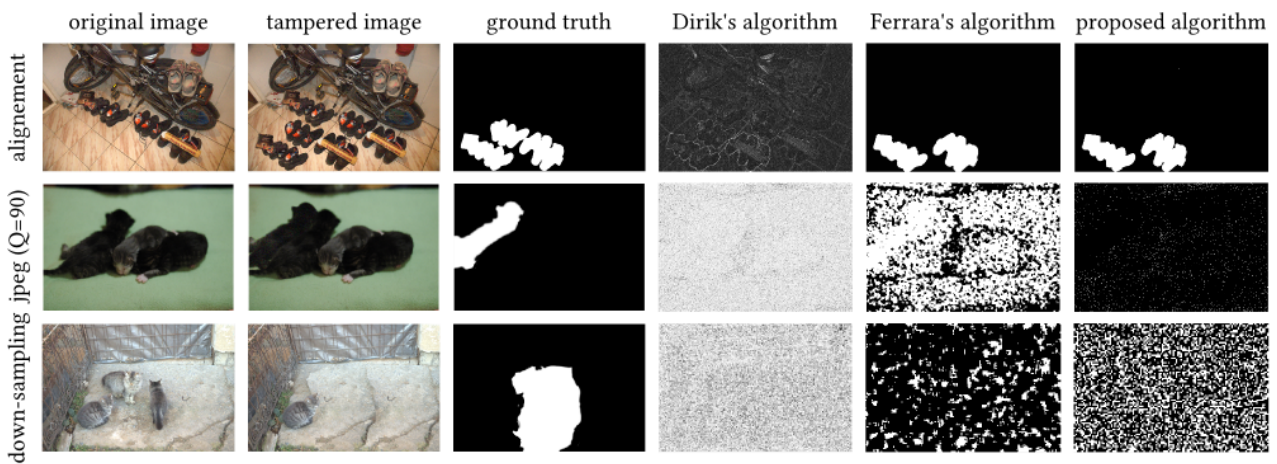 original image tampered image ground truth Dirik's algorithm Ferrara's algorithm proposed algorithm
alignement
jpeg (Q=90)
down-sampling